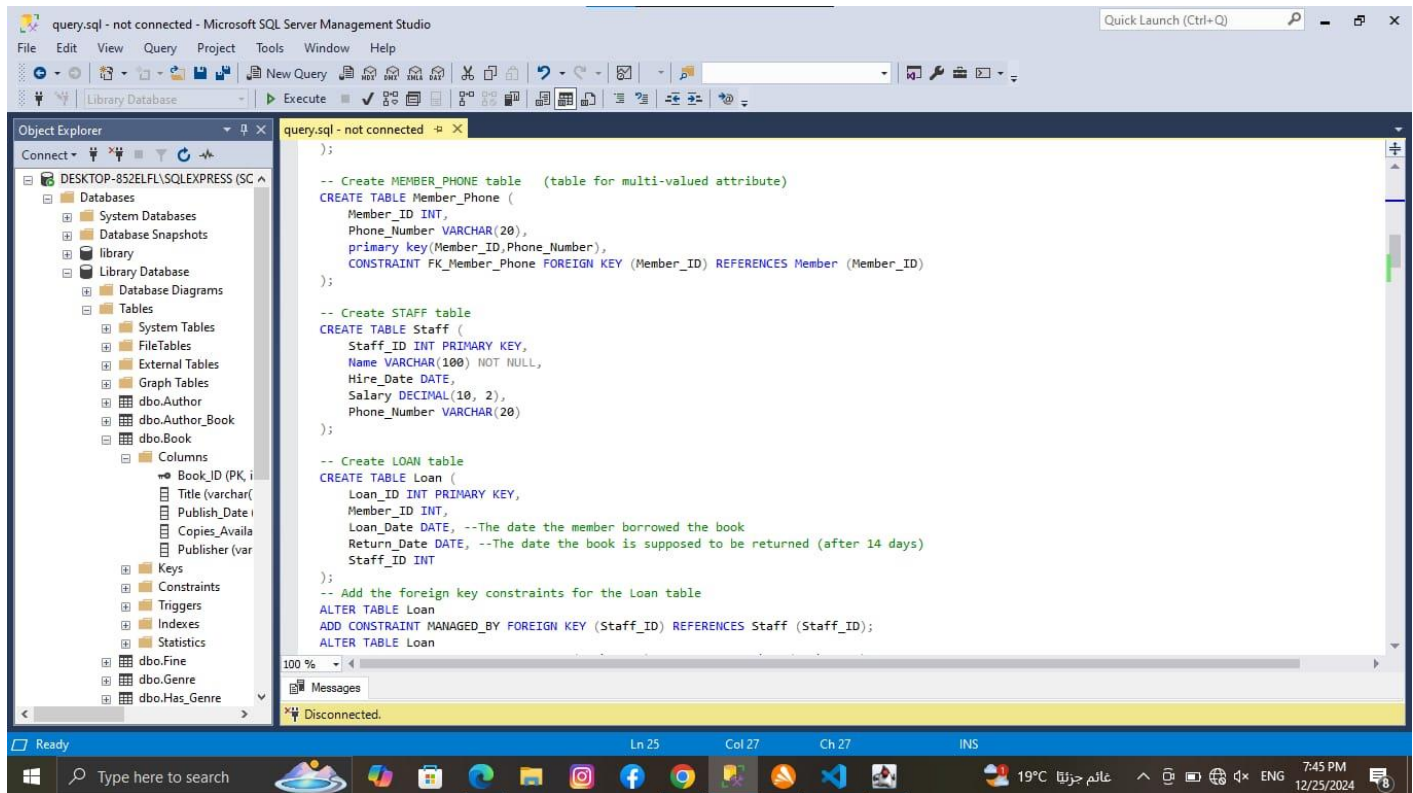 query.sql - not connected - Microsoft SQL Server Management Studio
Quick Launch (Ctrl+Q)
File Edit View Query Project Tools Window Help
New Query
Library Database
Execute
Object Explorer
query.sql - not connected
Connect
DESKTOP-852ELFL\SQLEXPRESS (SC
Databases
System Databases
Database Snapshots
library
Library Database
Database Diagrams
Tables
System Tables
FileTables
External Tables
Graph Tables
dbo.Author
dbo.Author_Book
dbo.Book
Columns
Book_ID (PK, i
Title (varchar(
Publish_Date (
Copies_Availa
Publisher (var
Keys
Constraints
Triggers
Indexes
Statistics
dbo.Fine
dbo.Genre
dbo.Has_Genre
);
-- Create MEMBER_PHONE table (table for multi-valued attribute)
CREATE TABLE Member_Phone (
Member_ID INT,
Phone_Number VARCHAR(20),
primary key(Member_ID,Phone_Number),
CONSTRAINT FK_Member_Phone FOREIGN KEY (Member_ID) REFERENCES Member (Member_ID)
);
-- Create STAFF table
CREATE TABLE Staff (
Staff_ID INT PRIMARY KEY,
Name VARCHAR(100) NOT NULL,
Hire_Date DATE,
Salary DECIMAL(10, 2),
Phone_Number VARCHAR(20)
);
-- Create LOAN table
CREATE TABLE Loan (
Loan_ID INT PRIMARY KEY,
Member_ID INT,
Loan_Date DATE, --The date the member borrowed the book
Return_Date DATE, --The date the book is supposed to be returned (after 14 days)
Staff_ID INT
);
-- Add the foreign key constraints for the Loan table
ALTER TABLE Loan
ADD CONSTRAINT MANAGED_BY FOREIGN KEY (Staff_ID) REFERENCES Staff (Staff_ID);
ALTER TABLE Loan
100 %
Messages
Disconnected.
Ready Ln 25 Col 27 Ch 27 INS
Type here to search
19°C غائم جزئيًا
ENG
7:45 PM
12/25/2024
8